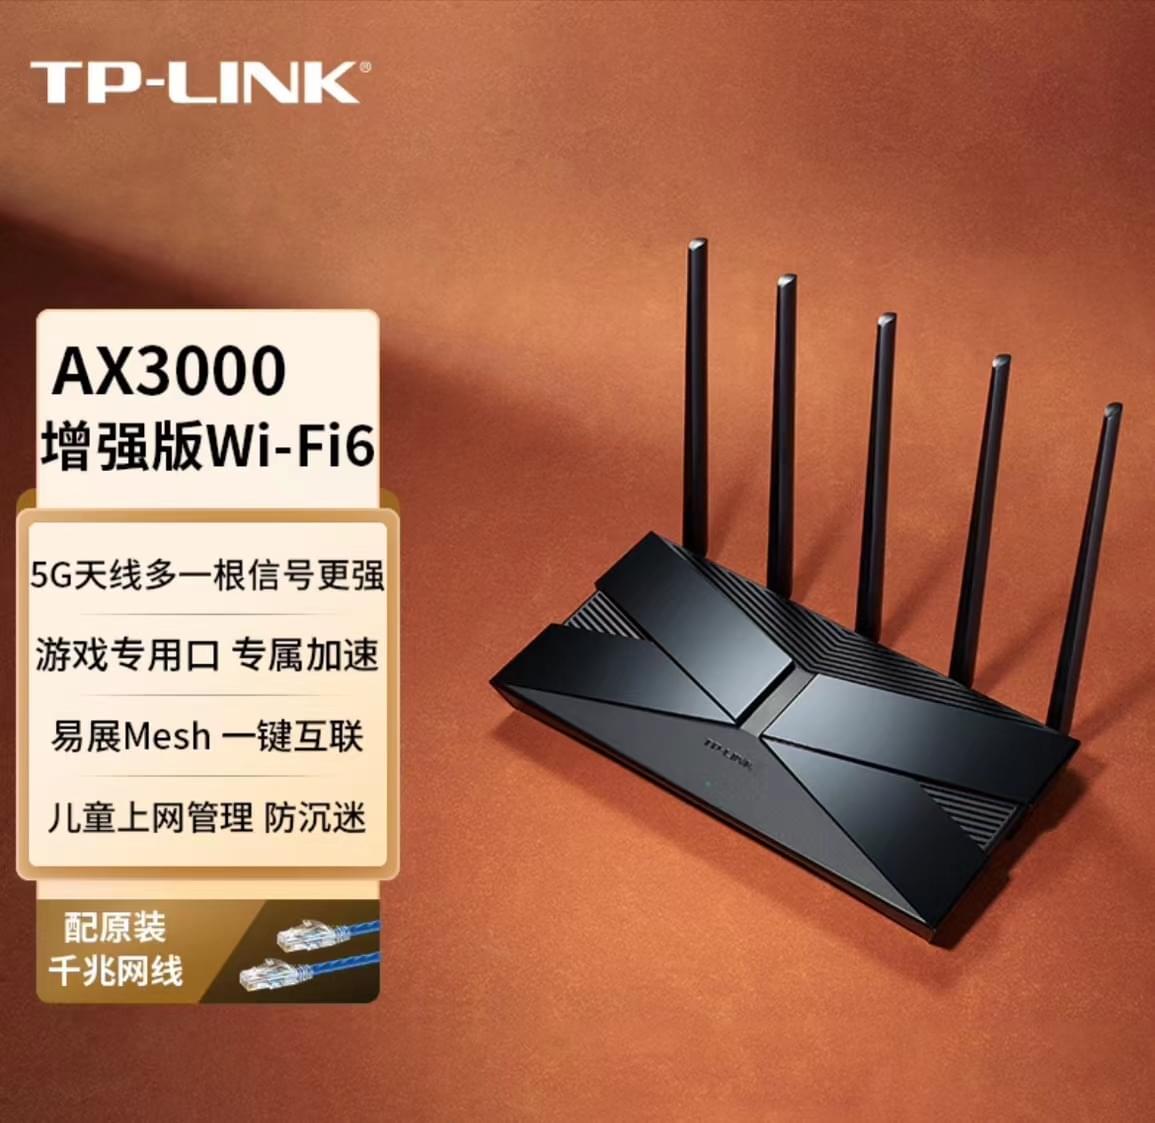 TP-LINK®
AX3000
增强版Wi-Fi6
5G天线多一根信号更强
游戏专用口 专属加速
易展Mesh 一键互联
儿童上网管理 防沉迷
配原装
千兆网线
TP-LINK